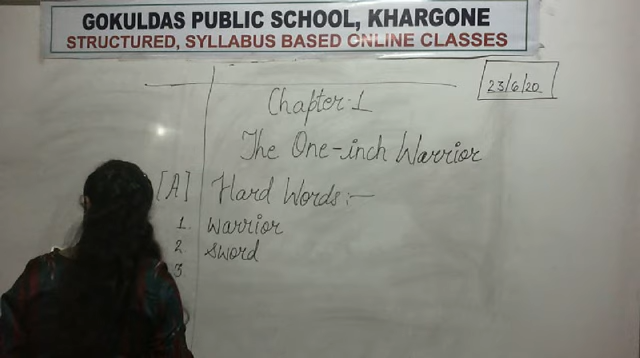 GOKULDAS PUBLIC SCHOOL, KHARGONE
STRUCTURED, SYLLABUS BASED ONLINE CLASSES
23/6/20
Chapter-1
The One-inch Warrior
[A] Hard Words:-
1. Warrior
2. Sword
3.